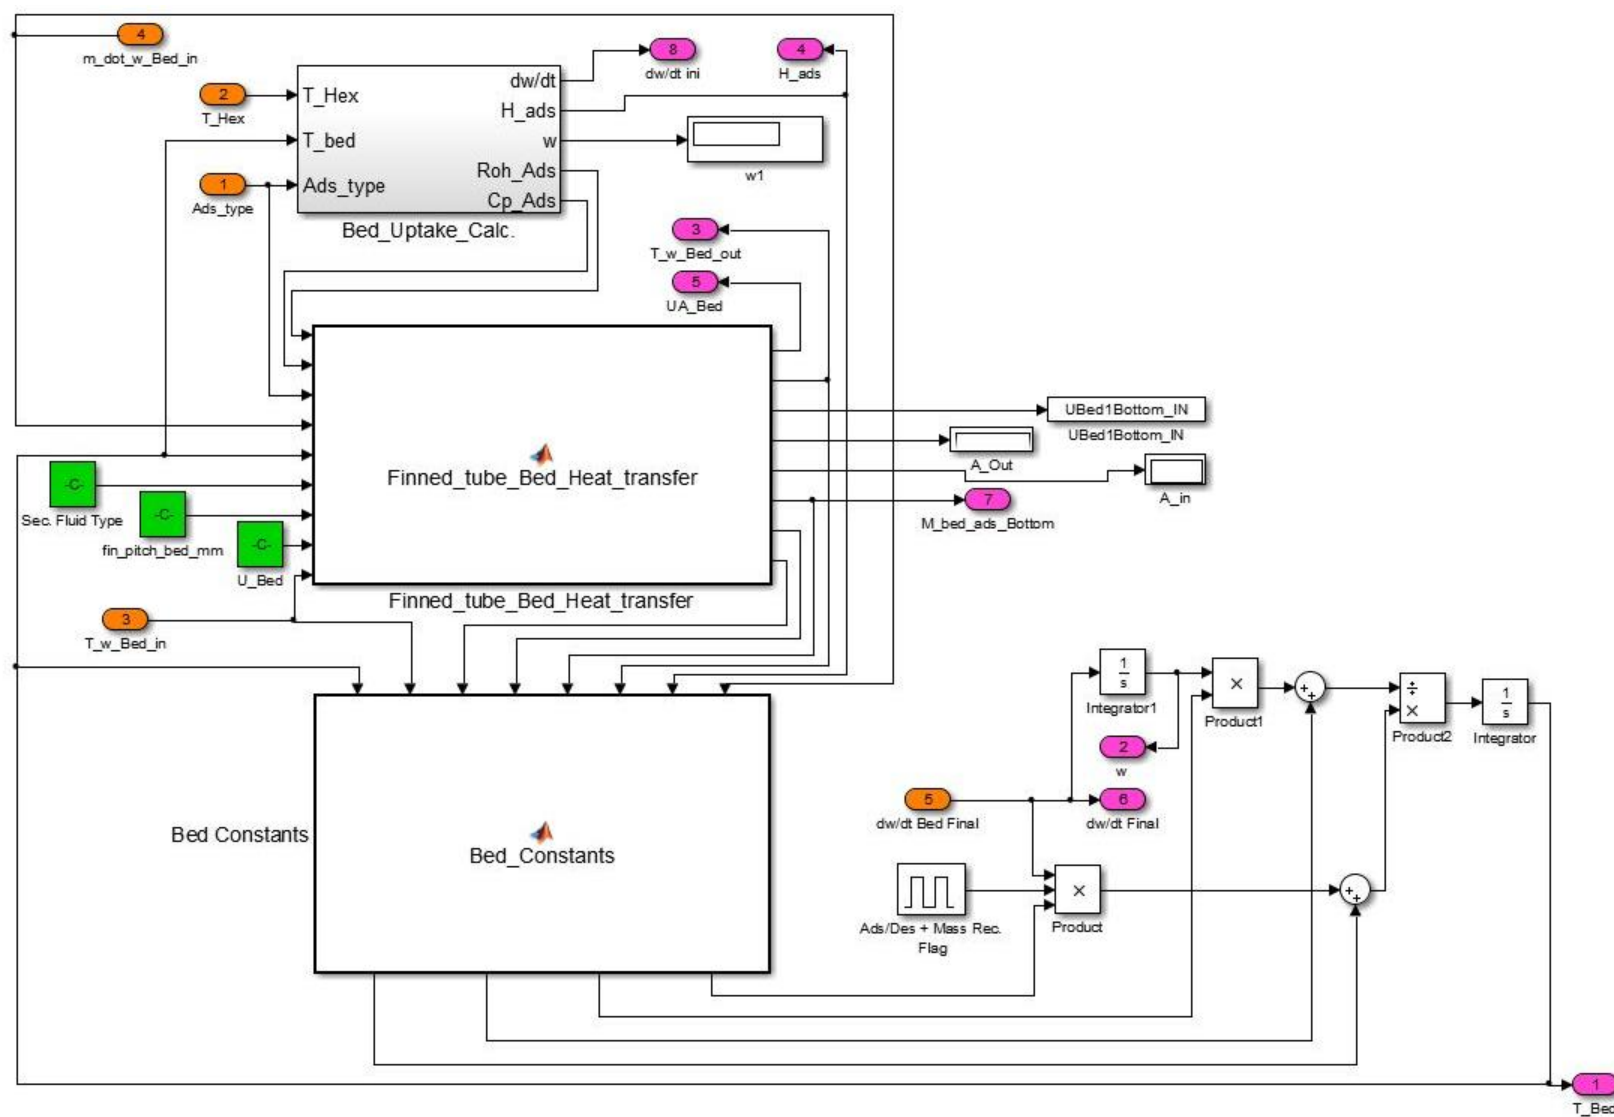 4
m_dot_w_Bed_in
8
dw/dt ini
4
H_ads
2
T_Hex
1
Ads_type
T_Hex
T_bed
Ads_type
dw/dt
H_ads
w
Roh_Ads
Cp_Ads
Bed_Uptake_Calc.
w1
3
T_w_Bed_out
5
UA_Bed
Finned_tube_Bed_Heat_transfer
Finned_tube_Bed_Heat_transfer
UBed1Bottom_IN
UBed1Bottom_IN
A_Out
A_in
7
M_bed_ads_Bottom
-C-
Sec. Fluid Type
-C-
fin_pitch_bed_mm
-C-
U_Bed
3
T_w_Bed_in
Bed Constants
Bed_Constants
1
s
Integrator1
×
Product1
+
+
÷
×
Product2
1
s
Integrator
2
w
5
dw/dt Bed Final
6
dw/dt Final
Ads/Des + Mass Rec.
Flag
×
Product
+
+
1
T_Bed